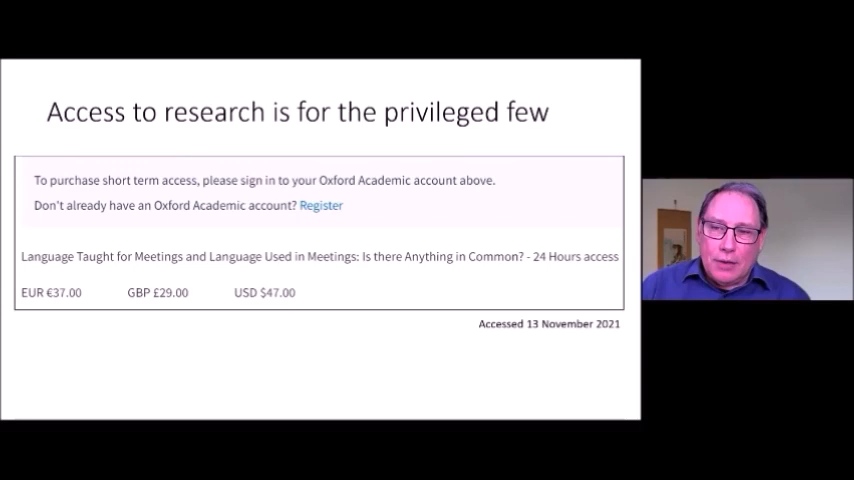 Access to research is for the privileged few
To purchase short term access, please sign in to your Oxford Academic account above.
Don't already have an Oxford Academic account? Register
Language Taught for Meetings and Language Used in Meetings: Is there Anything in Common? - 24 Hours access
EUR €37.00 GBP £29.00 USD $47.00
Accessed 13 November 2021